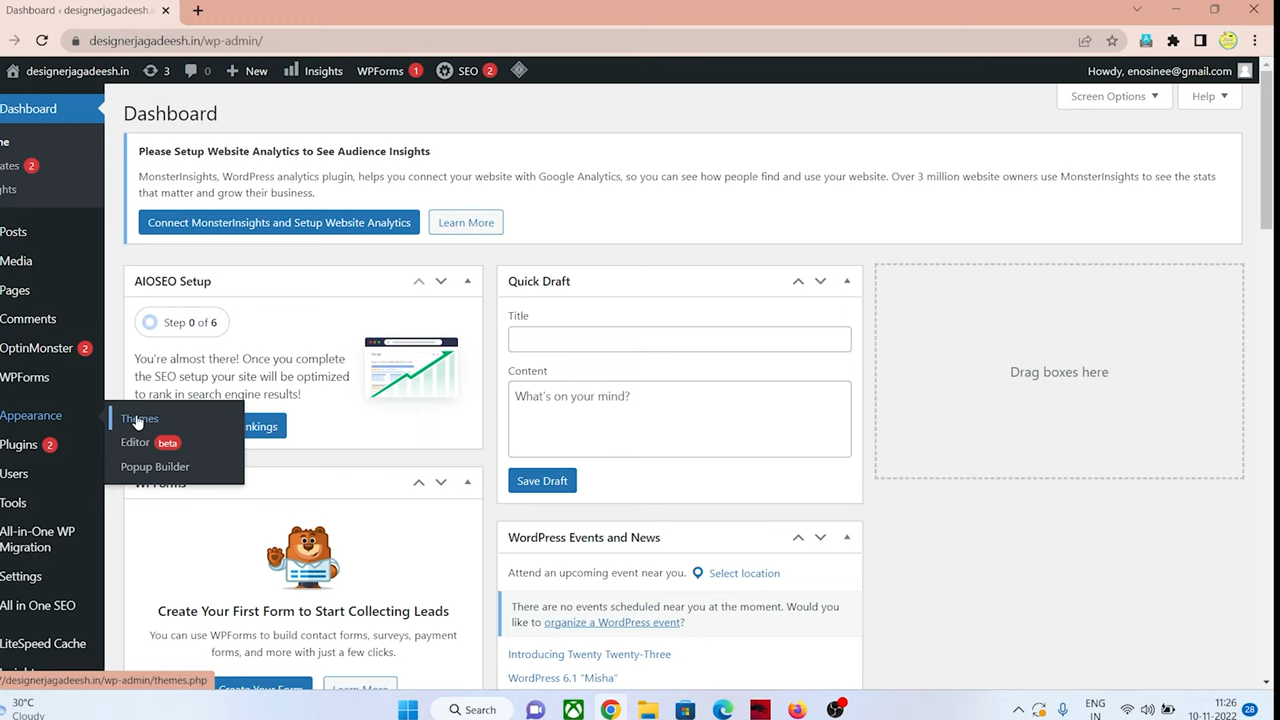 Dashboard ‹ designerjagadeesh.in
designerjagadeesh.in/wp-admin/
designerjagadeesh.in
3
0
New
Insights
WPForms 1
SEO 2
Howdy, enosinee@gmail.com
Dashboard
ne
ates 2
ghts
Posts
Media
Pages
Comments
OptinMonster 2
WPForms
Appearance
Plugins 2
Users
Tools
All-in-One WP
Migration
Settings
All in One SEO
LiteSpeed Cache
Themes
Editor beta
Popup Builder
Screen Options
Help
Dashboard
Please Setup Website Analytics to See Audience Insights
MonsterInsights, WordPress analytics plugin, helps you connect your website with Google Analytics, so you can see how people find and use your website. Over 3 million website owners use MonsterInsights to see the stats
that matter and grow their business.
Connect MonsterInsights and Setup Website Analytics
Learn More
AIOSEO Setup
Step 0 of 6
You're almost there! Once you complete
the SEO setup your site will be optimized
to rank in search engine results!
nkings
WPForms
Create Your First Form to Start Collecting Leads
You can use WPForms to build contact forms, surveys, payment
forms, and more with just a few clicks.
Create Your Form
Learn More
Quick Draft
Title
Content
What's on your mind?
Save Draft
WordPress Events and News
Attend an upcoming event near you.
Select location
There are no events scheduled near you at the moment. Would you
like to organize a WordPress event?
Introducing Twenty Twenty-Three
WordPress 6.1 “Misha”
Drag boxes here
//designerjagadeesh.in/wp-admin/themes.php
30°C
Cloudy
Search
ENG
IN
11:26
10-11-2022
28